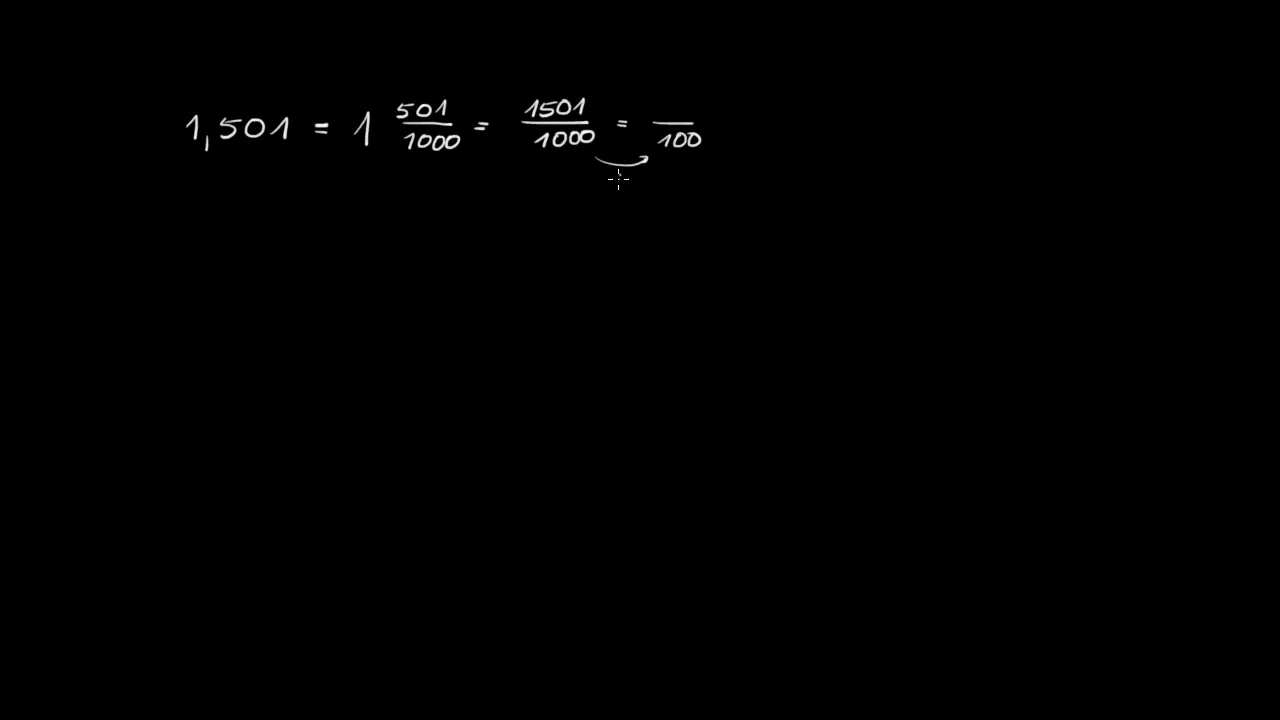 1,501 = 1 501/1000 = 1501/1000 = /100